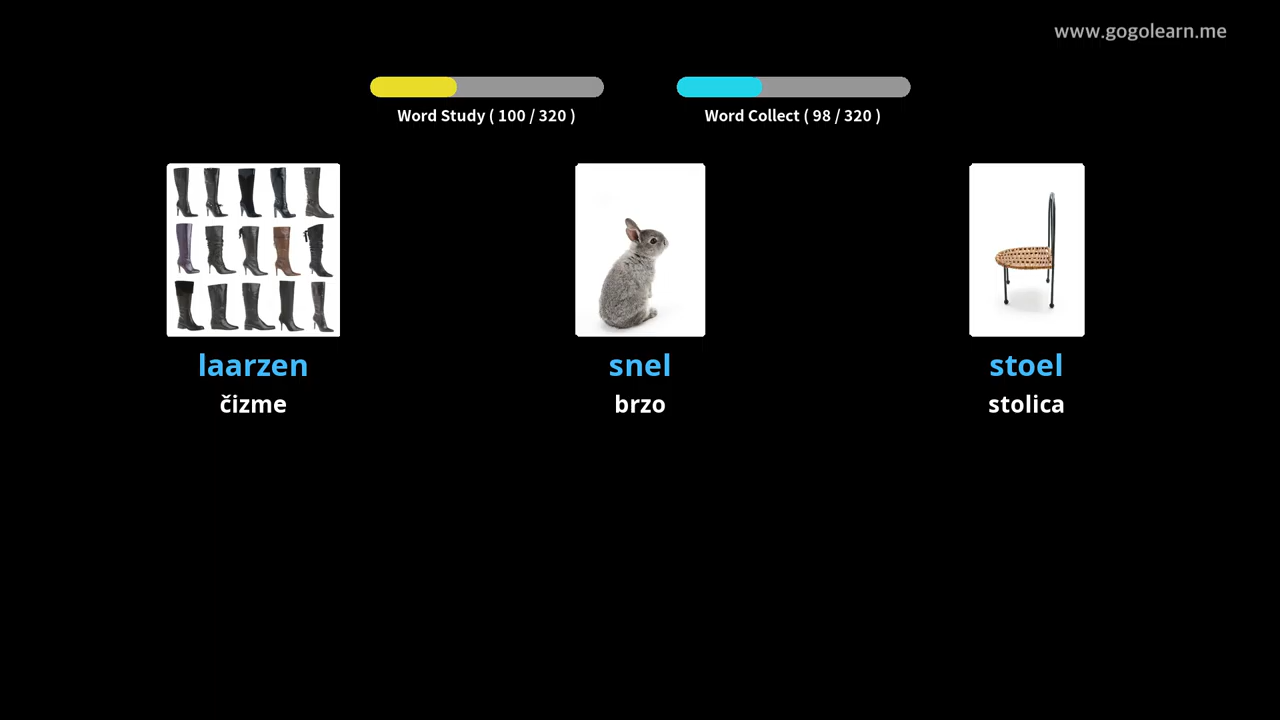 www.gogolearn.me
Word Study ( 100 / 320 )
Word Collect ( 98 / 320 )
laarzen
čizme
snel
brzo
stoel
stolica